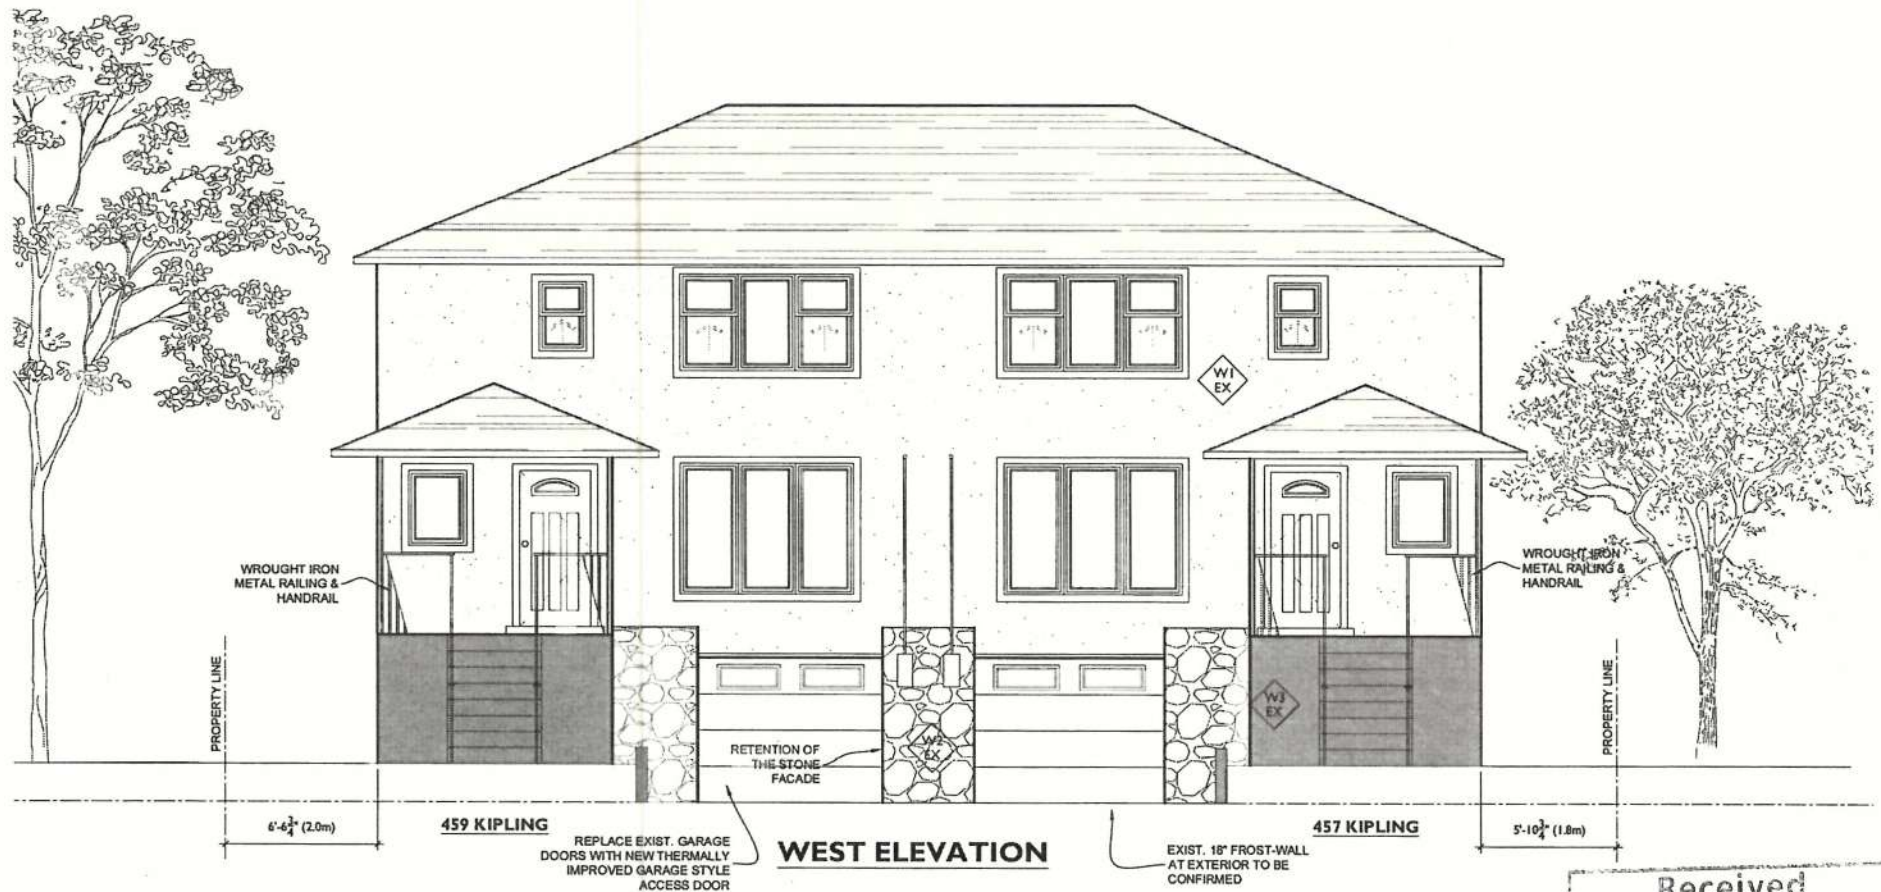 W1
EX
WROUGHT IRON
METAL RAILING &
HANDRAIL
WROUGHT IRON
METAL RAILING &
HANDRAIL
PROPERTY LINE
PROPERTY LINE
W3
EX
W2
EX
RETENTION OF
THE STONE
FACADE
6'-6¾" (2.0m)
459 KIPLING
457 KIPLING
5'-10¾" (1.8m)
REPLACE EXIST. GARAGE
DOORS WITH NEW THERMALLY
IMPROVED GARAGE STYLE
ACCESS DOOR
WEST ELEVATION
EXIST. 18" FROST-WALL
AT EXTERIOR TO BE
CONFIRMED
Received